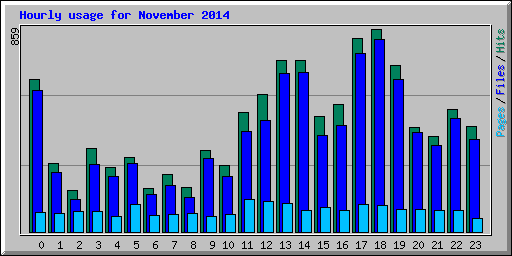 Hourly usage for November 2014
859
Pages/Files/Hits
0 1 2 3 4 5 6 7 8 9 10 11 12 13 14 15 16 17 18 19 20 21 22 23